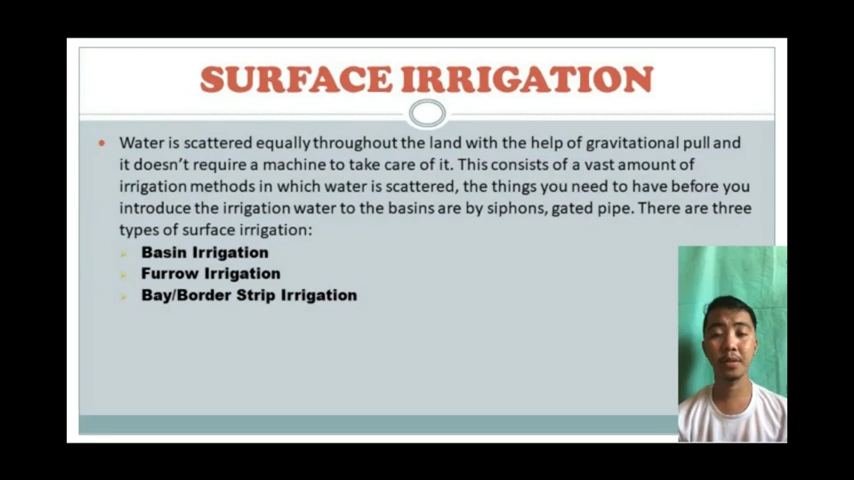 SURFACE IRRIGATION
Water is scattered equally throughout the land with the help of gravitational pull and
it doesn't require a machine to take care of it. This consists of a vast amount of
irrigation methods in which water is scattered, the things you need to have before you
introduce the irrigation water to the basins are by siphons, gated pipe. There are three
types of surface irrigation:
Basin Irrigation
Furrow Irrigation
Bay/Border Strip Irrigation